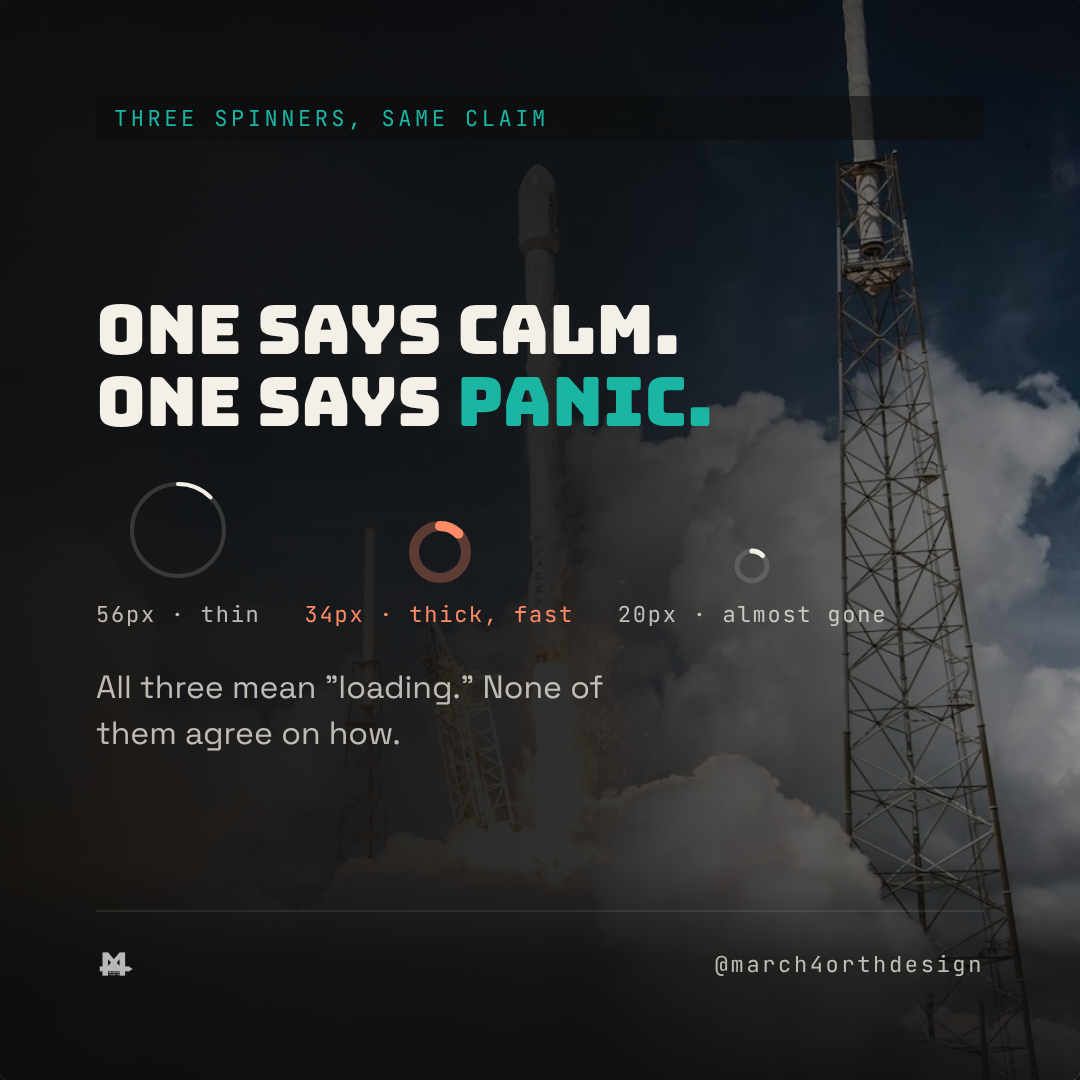 THREE SPINNERS, SAME CLAIM
ONE SAYS CALM.
ONE SAYS PANIC.
56px · thin
34px · thick, fast
20px · almost gone
All three mean ”loading.” None of
them agree on how.
@march4orthdesign